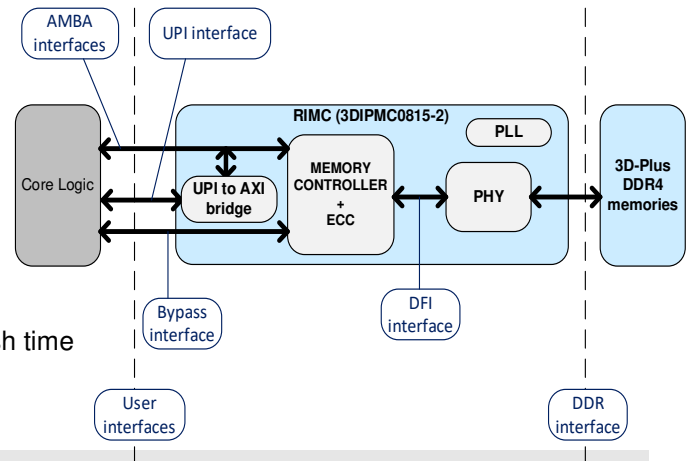 AMBA
interfaces
UPI interface
RIMC (3DIPMC0815-2)
PLL
Core Logic
UPI to AXI
bridge
MEMORY
CONTROLLER
+
ECC
PHY
3D-Plus
DDR4
memories
Bypass
interface
DFI
interface
h time
User
interfaces
DDR
interface